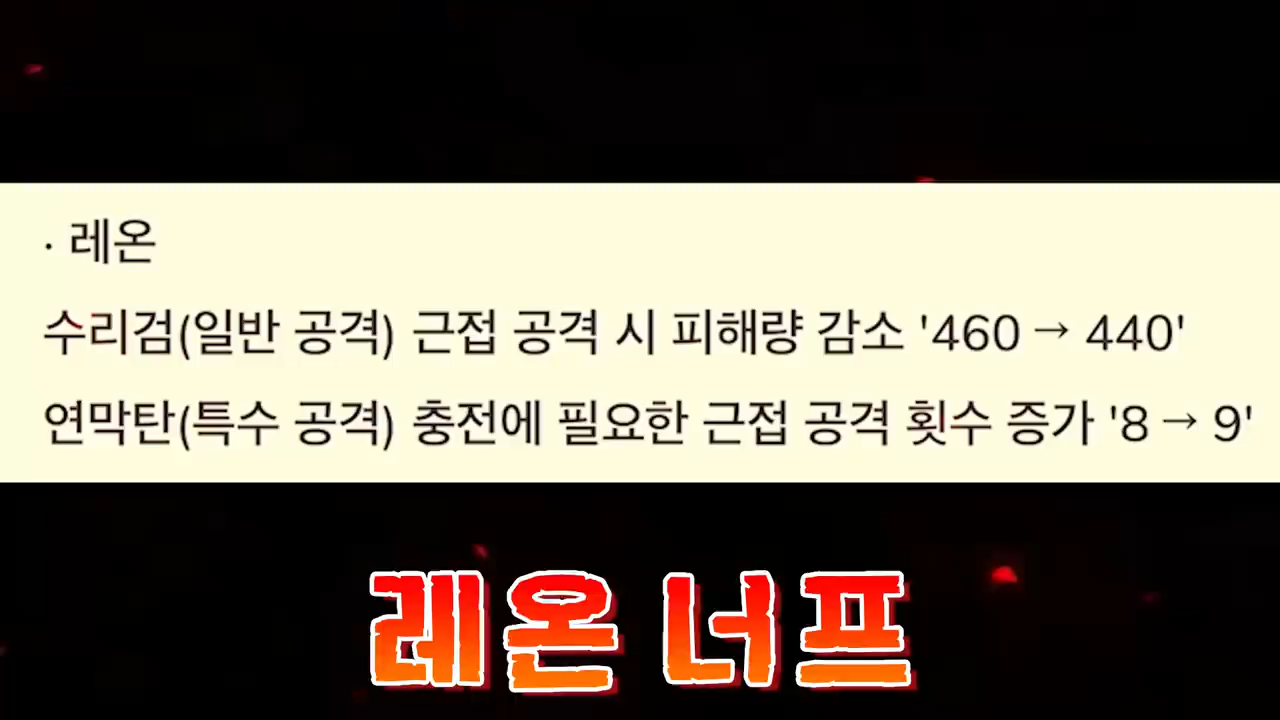 · 레온
수리검(일반 공격) 근접 공격 시 피해량 감소 '460 → 440'
연막탄(특수 공격) 충전에 필요한 근접 공격 횟수 증가 '8 → 9'
레온 너프